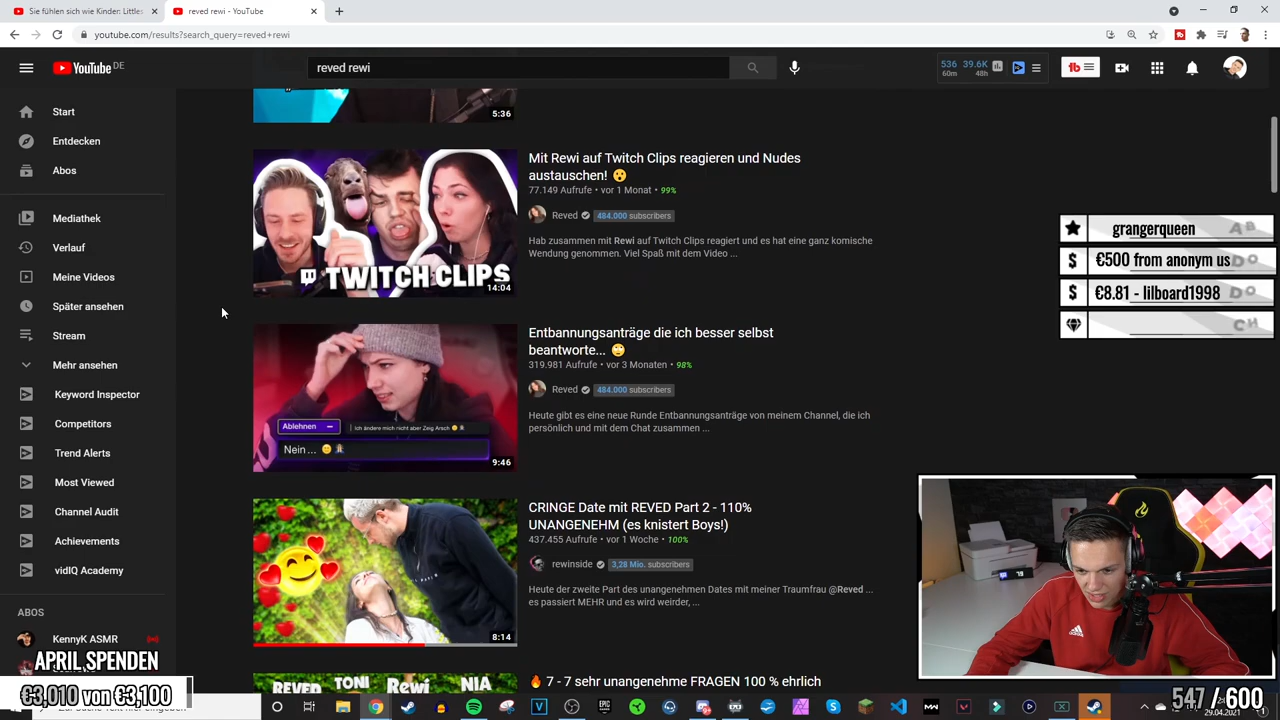 Sie fühlen sich wie Kinder: Littles
reved rewi - YouTube
youtube.com/results?search_query=reved+rewi
YouTube DE
reved rewi
536 39.6K
60m 48h
Start
Entdecken
Abos
Mediathek
Verlauf
Meine Videos
Später ansehen
Stream
Mehr ansehen
Keyword Inspector
Competitors
Trend Alerts
Most Viewed
Channel Audit
Achievements
vidIQ Academy
ABOS
KennyK ASMR
APRIL SPENDEN
€3,010 von €3,100
5:36
TWITCH CLIPS
14:04
Mit Rewi auf Twitch Clips reagieren und Nudes
austauschen! 😮
77.149 Aufrufe • vor 1 Monat • 99%
Reved 484.000 subscribers
Hab zusammen mit Rewi auf Twitch Clips reagiert und es hat eine ganz komische
Wendung genommen. Viel Spaß mit dem Video ...
Ablehnen
Ich ändere mich nicht aber Zeig Arsch
Nein ...
9:46
Entbannungsanträge die ich besser selbst
beantworte... 🙄
319.981 Aufrufe • vor 3 Monaten • 98%
Reved 484.000 subscribers
Heute gibt es eine neue Runde Entbannungsanträge von meinem Channel, die ich
persönlich und mit dem Chat zusammen ...
8:14
CRINGE Date mit REVED Part 2 - 110%
UNANGENEHM (es knistert Boys!)
437.455 Aufrufe • vor 1 Woche • 100%
rewinside 3,28 Mio. subscribers
Heute der zweite Part des unangenehmen Dates mit meiner Traumfrau @Reved ...
es passiert MEHR und es wird weirder, ...
REVED TONI Rewi NIA
🔥 7 - 7 sehr unangenehme FRAGEN 100 % ehrlich
grangerqueen
€500 from anonym us
€8.81 - lilboard1998
547 / 600
29.04.2021